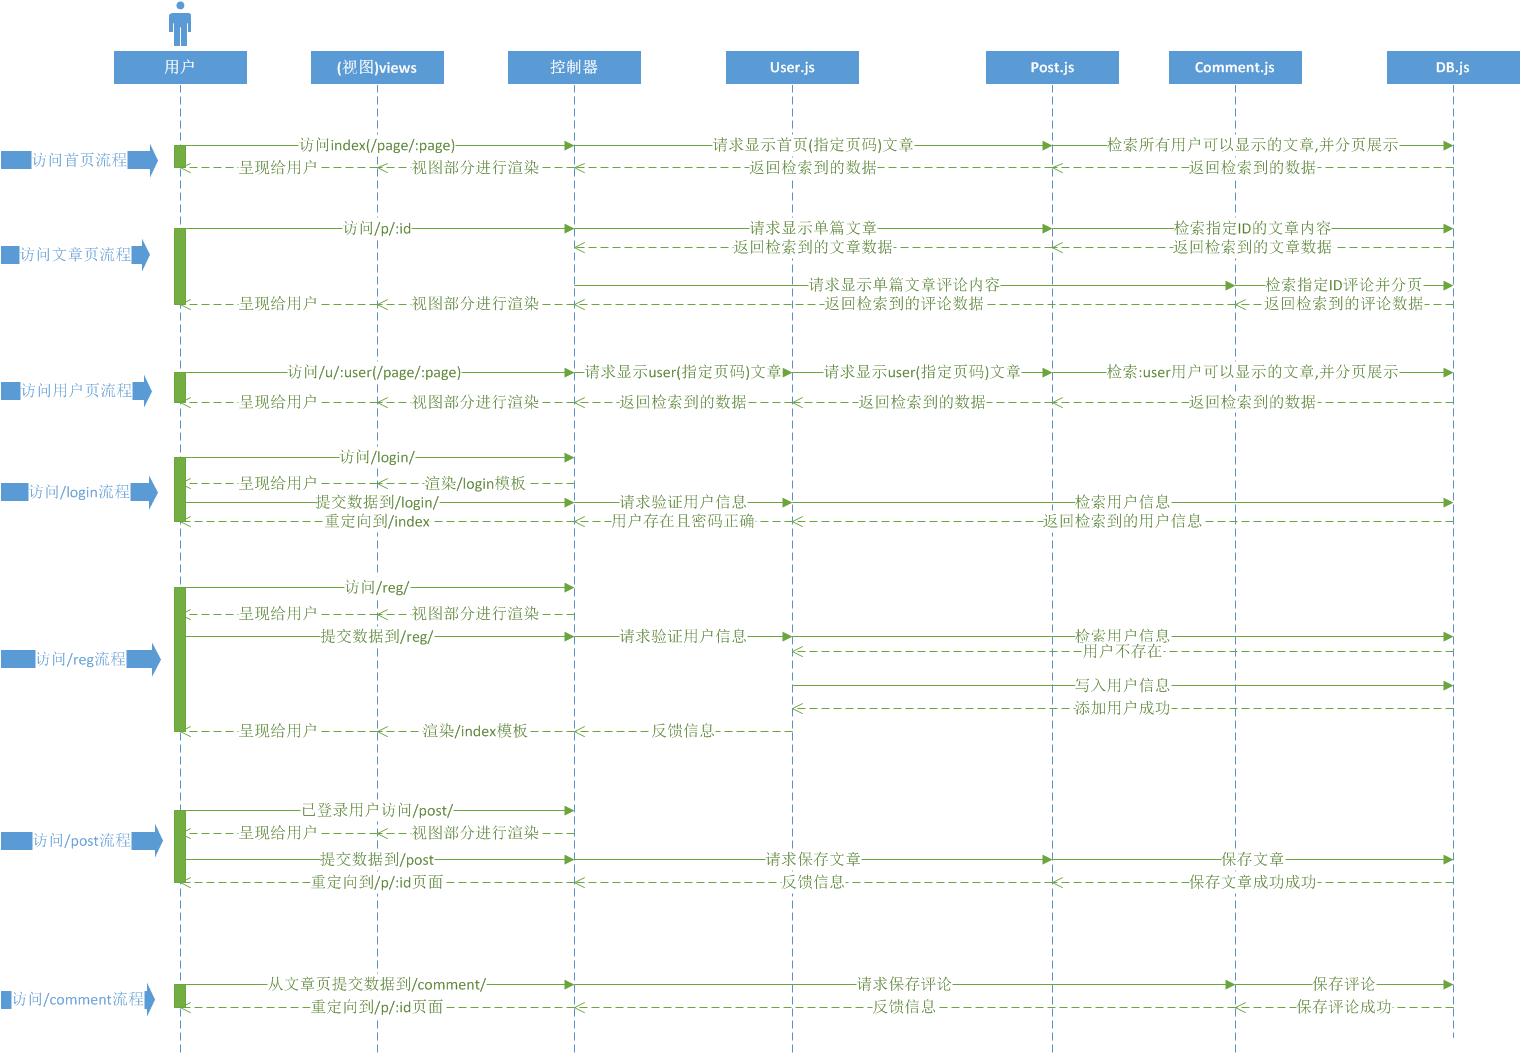 用户
(视图)views
控制器
User.js
Post.js
Comment.js
DB.js
访问首页流程
访问index(/page/:page)
请求显示首页(指定页码)文章
检索所有用户可以显示的文章,并分页展示
呈现给用户
视图部分进行渲染
返回检索到的数据
返回检索到的数据
访问文章页流程
访问/p/:id
请求显示单篇文章
检索指定ID的文章内容
返回检索到的文章数据
返回检索到的文章数据
请求显示单篇文章评论内容
检索指定ID评论并分页
呈现给用户
视图部分进行渲染
返回检索到的评论数据
返回检索到的评论数据
访问用户页流程
访问/u/:user(/page/:page)
请求显示user(指定页码)文章
请求显示user(指定页码)文章
检索:user用户可以显示的文章,并分页展示
呈现给用户
视图部分进行渲染
返回检索到的数据
返回检索到的数据
返回检索到的数据
访问/login流程
访问/login/
呈现给用户
渲染/login模板
提交数据到/login/
请求验证用户信息
检索用户信息
重定向到/index
用户存在且密码正确
返回检索到的用户信息
访问/reg流程
访问/reg/
呈现给用户
视图部分进行渲染
提交数据到/reg/
请求验证用户信息
检索用户信息
用户不存在
写入用户信息
添加用户成功
呈现给用户
渲染/index模板
反馈信息
访问/post流程
已登录用户访问/post/
呈现给用户
视图部分进行渲染
提交数据到/post
请求保存文章
保存文章
重定向到/p/:id页面
反馈信息
保存文章成功成功
访问/comment流程
从文章页提交数据到/comment/
请求保存评论
保存评论
重定向到/p/:id页面
反馈信息
保存评论成功